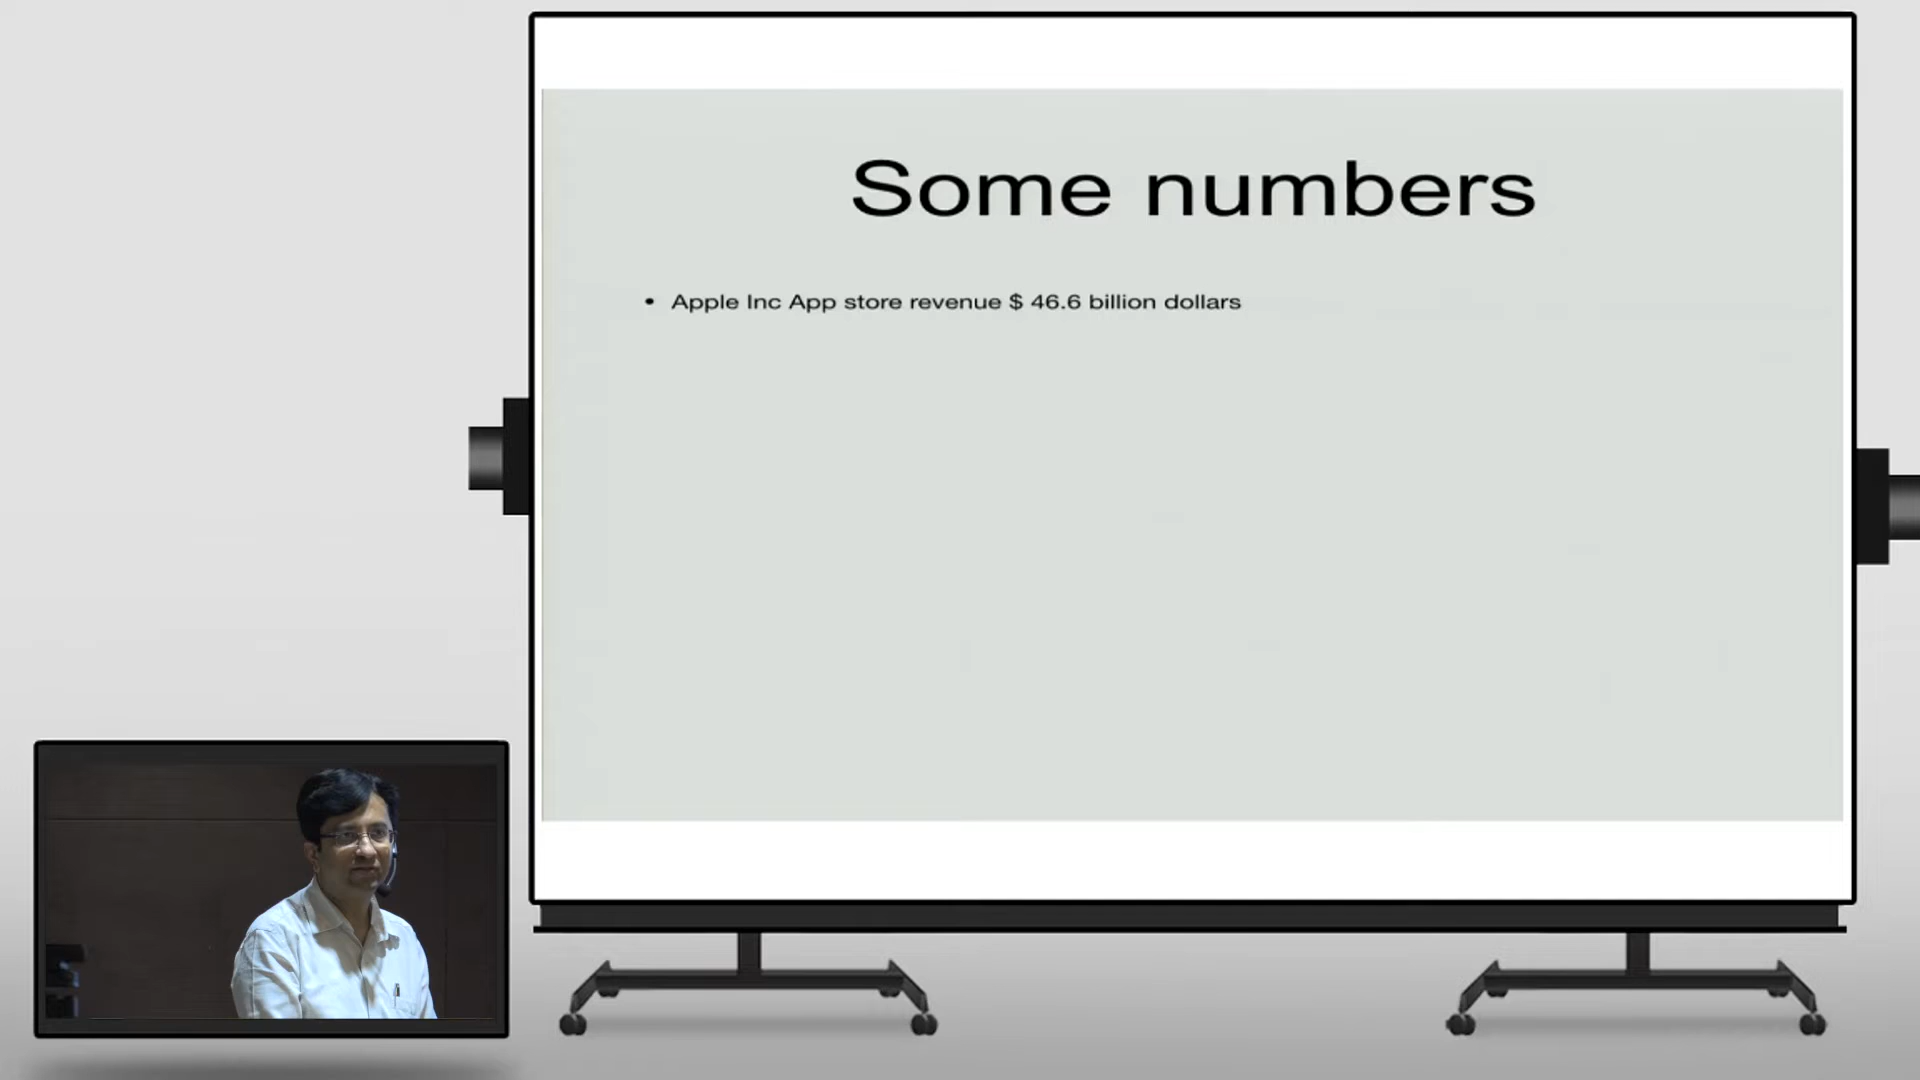 Some numbers
• Apple Inc App store revenue $ 46.6 billion dollars